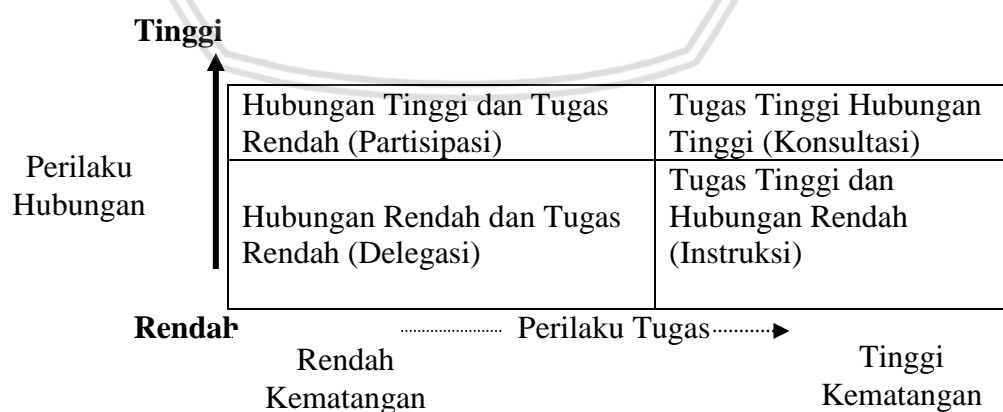 Tinggi
Hubungan Tinggi dan Tugas
Rendah (Partisipasi)
Tugas Tinggi Hubungan
Tinggi (Konsultasi)
Perilaku
Hubungan
Hubungan Rendah dan Tugas
Rendah (Delegasi)
Tugas Tinggi dan
Hubungan Rendah
(Instruksi)
Rendah
Perilaku Tugas
Rendah
Kematangan
Tinggi
Kematangan